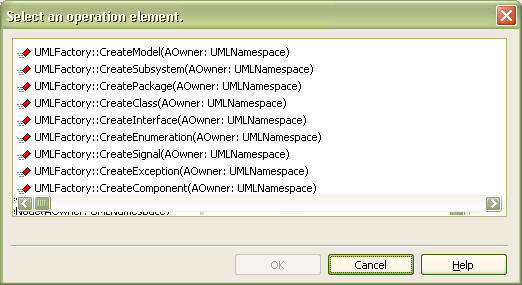 Select an operation element.
UMLFactory::CreateModel(AOwner: UMLNamespace)
UMLFactory::CreateSubsystem(AOwner: UMLNamespace)
UMLFactory::CreatePackage(AOwner: UMLNamespace)
UMLFactory::CreateClass(AOwner: UMLNamespace)
UMLFactory::CreateInterface(AOwner: UMLNamespace)
UMLFactory::CreateEnumeration(AOwner: UMLNamespace)
UMLFactory::CreateSignal(AOwner: UMLNamespace)
UMLFactory::CreateException(AOwner: UMLNamespace)
UMLFactory::CreateComponent(AOwner: UMLNamespace)
Node(AOwner: UMLNamespace)
OK Cancel Help